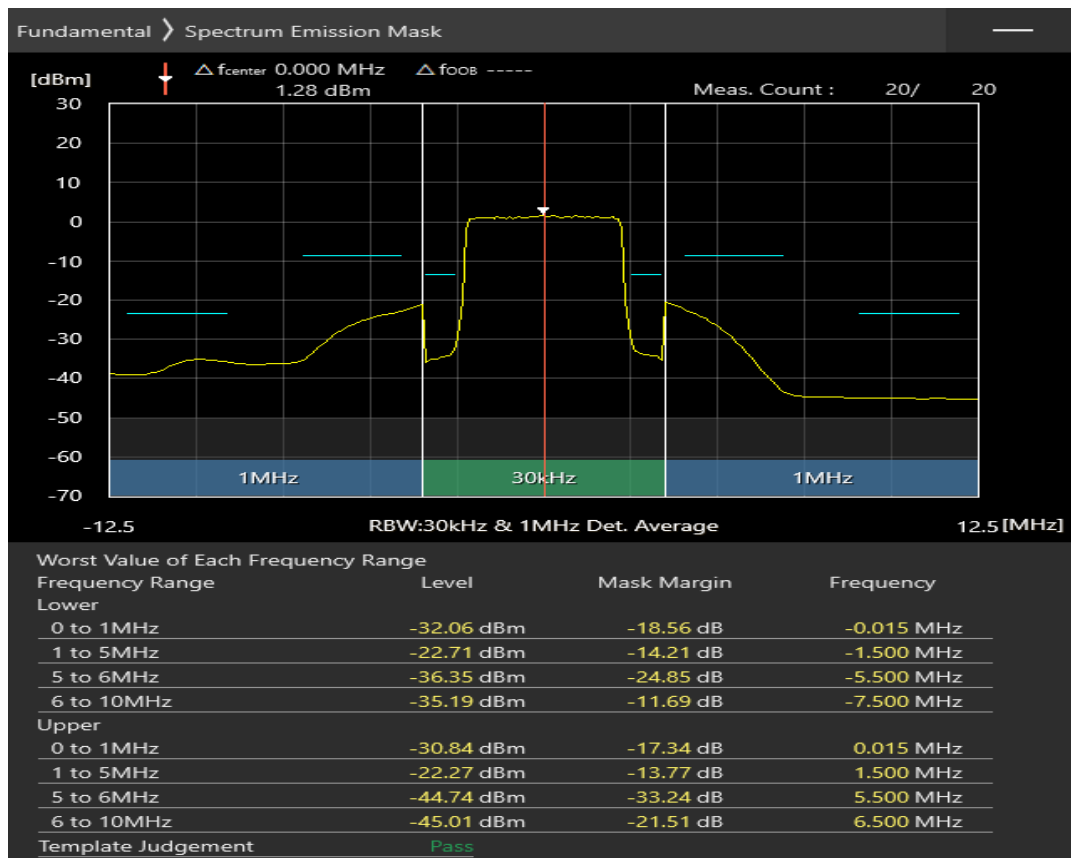 Fundamental ❯ Spectrum Emission Mask
[dBm] △ fcenter 0.000 MHz △ fOOB -----
1.28 dBm Meas. Count : 20/ 20
30
20
10
0
-10
-20
-30
-40
-50
-60
-70
1MHz 30kHz 1MHz
-12.5 RBW:30kHz & 1MHz Det. Average 12.5 [MHz]
Worst Value of Each Frequency Range
Frequency Range Level Mask Margin Frequency
Lower
0 to 1MHz -32.06 dBm -18.56 dB -0.015 MHz
1 to 5MHz -22.71 dBm -14.21 dB -1.500 MHz
5 to 6MHz -36.35 dBm -24.85 dB -5.500 MHz
6 to 10MHz -35.19 dBm -11.69 dB -7.500 MHz
Upper
0 to 1MHz -30.84 dBm -17.34 dB 0.015 MHz
1 to 5MHz -22.27 dBm -13.77 dB 1.500 MHz
5 to 6MHz -44.74 dBm -33.24 dB 5.500 MHz
6 to 10MHz -45.01 dBm -21.51 dB 6.500 MHz
Template Judgement Pass